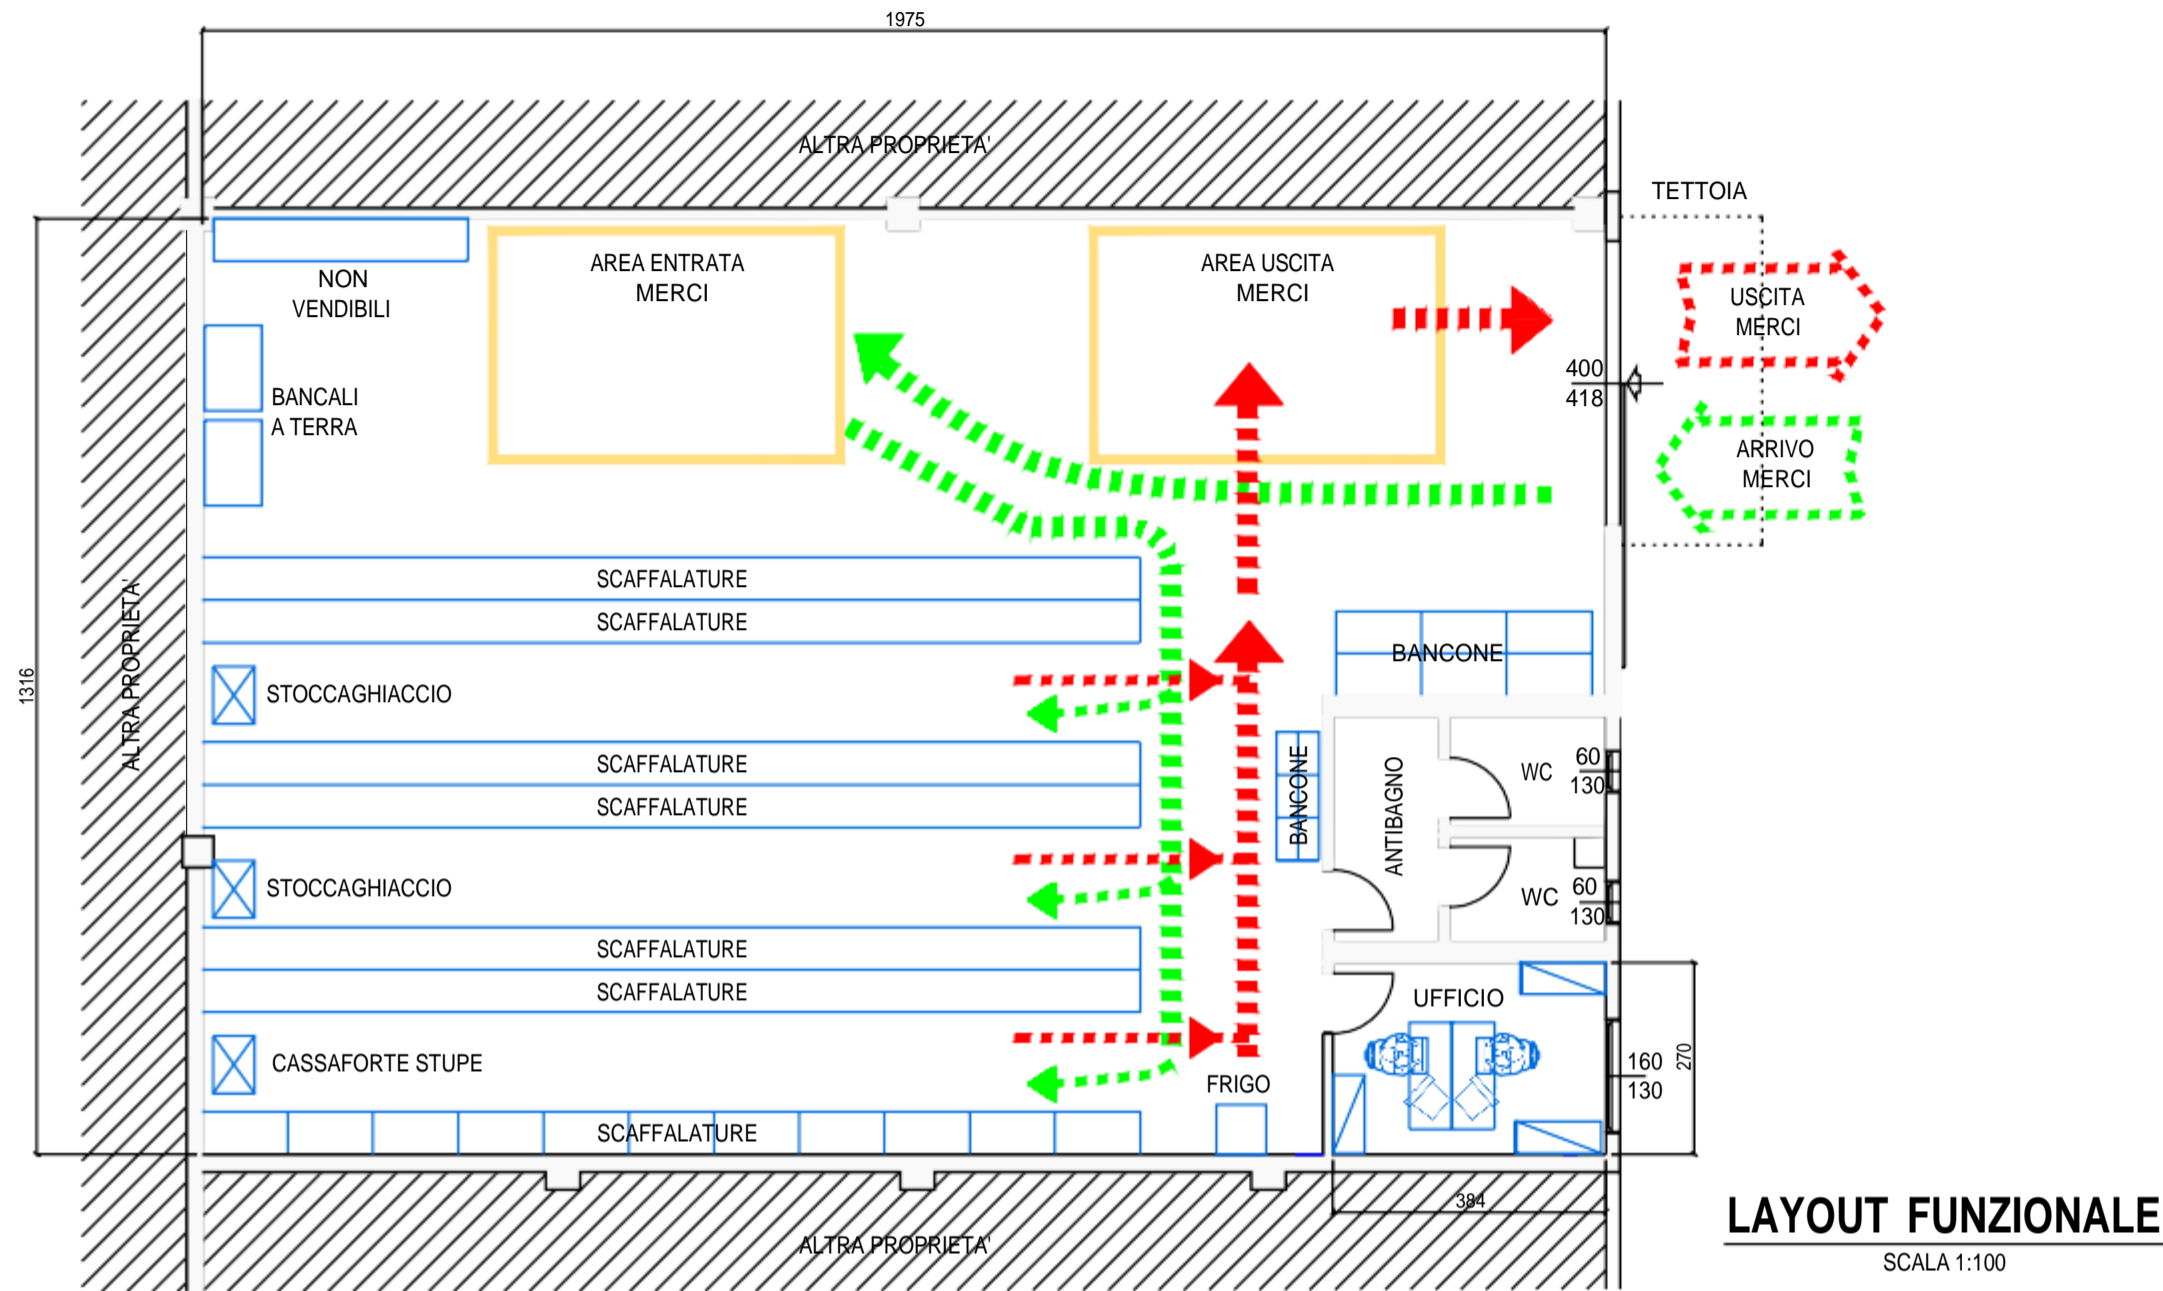 1975
ALTRA PROPRIETA'
TETTOIA
NON
VENDIBILI
AREA ENTRATA
MERCI
AREA USCITA
MERCI
USCITA
MERCI
400
418
BANCALI
A TERRA
ARRIVO
MERCI
SCAFFALATURE
SCAFFALATURE
1316
ALTRA PROPRIETA'
STOCCAGHIACCIO
BANCONE
SCAFFALATURE
SCAFFALATURE
BANCONE
ANTIBAGNO
WC
60
130
STOCCAGHIACCIO
WC
60
130
SCAFFALATURE
SCAFFALATURE
UFFICIO
CASSAFORTE STUPE
FRIGO
160
130
270
SCAFFALATURE
384
ALTRA PROPRIETA'
LAYOUT FUNZIONALE
SCALA 1:100